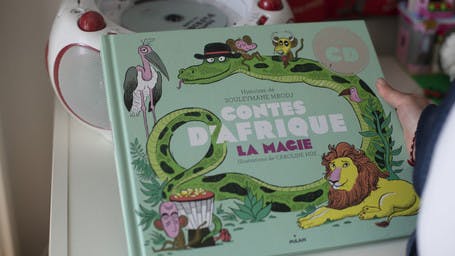 CD
Histoires de
SOULEYMANE MBODJ
CONTES
D'AFRIQUE
LA MAGIE
Illustrations de CAROLINE HÜE
MILAN